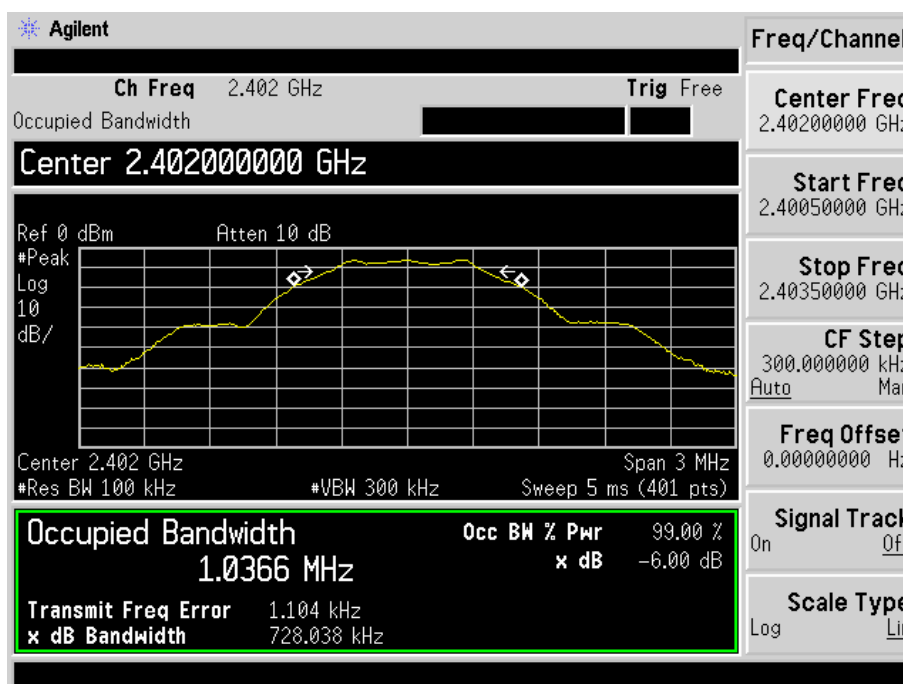 Agilent
Freq/Channel
Ch Freq 2.402 GHz Trig Free
Occupied Bandwidth
Center 2.402000000 GHz
Ref 0 dBm Atten 10 dB
#Peak
Log
10
dB/
Center 2.402 GHz Span 3 MHz
#Res BW 100 kHz #VBW 300 kHz Sweep 5 ms (401 pts)
Occupied Bandwidth Occ BW % Pwr 99.00 %
1.0366 MHz x dB -6.00 dB
Transmit Freq Error 1.104 kHz
x dB Bandwidth 728.038 kHz
Center Freq
2.40200000 GHz
Start Freq
2.40050000 GHz
Stop Freq
2.40350000 GHz
CF Step
300.000000 kHz
Auto Ma
Freq Offset
0.00000000 Hz
Signal Track
On Of
Scale Type
Log Li